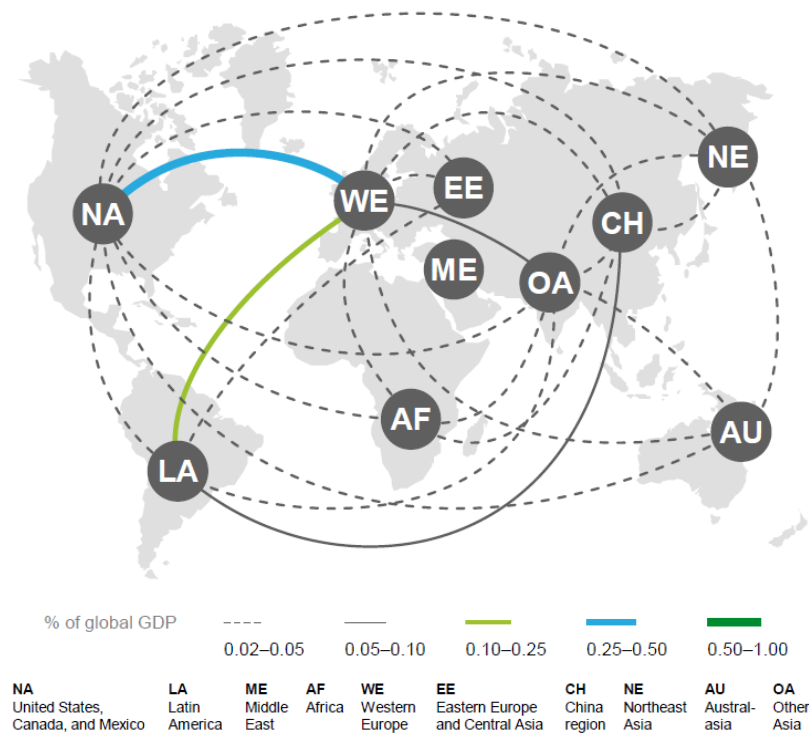 NE
EE
WE
NA
CH
ME
OA
AF
AU
LA
% of global GDP
0.02–0.05
0.05–0.10
0.10–0.25
0.25–0.50
0.50–1.00
NA
United States,
Canada, and Mexico
LA
Latin
America
ME
Middle
East
AF
Africa
WE
Western
Europe
EE
Eastern Europe
and Central Asia
CH
China
region
NE
Northeast
Asia
AU
Austral-
asia
OA
Other
Asia